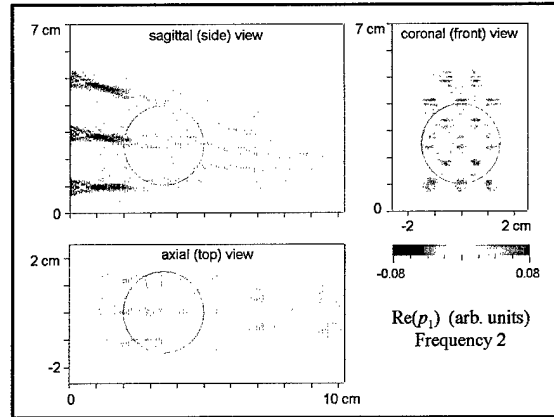 7 cm
sagittal (side) view
0
7 cm
coronal (front) view
0
-2
2 cm
2 cm
axial (top) view
-2
0
10 cm
-0.08
0.08
Re(p₁) (arb. units)
Frequency 2